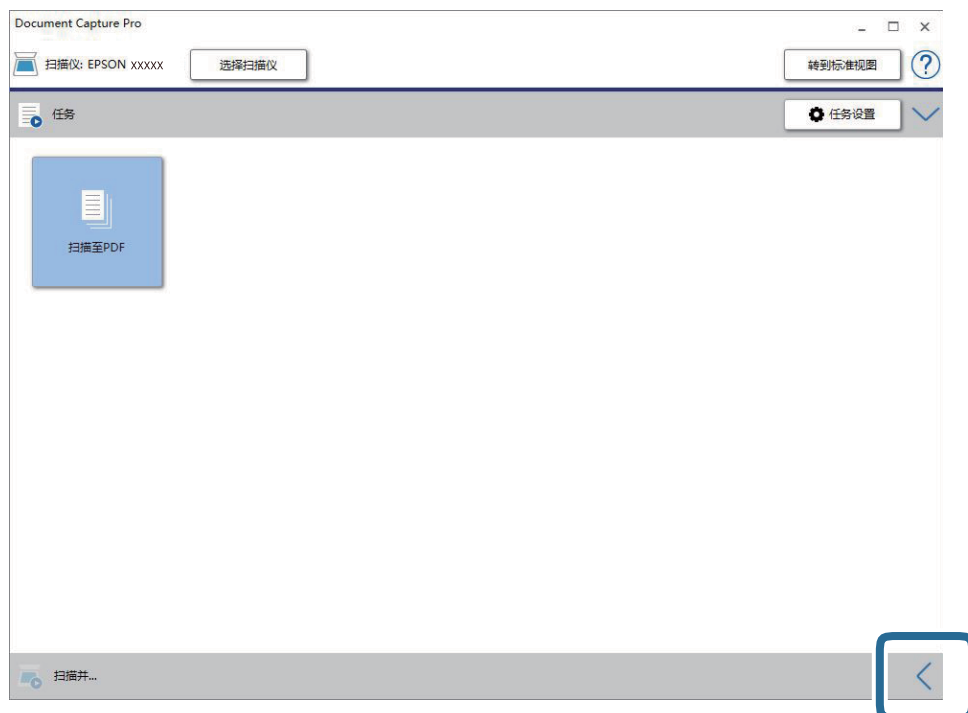 Document Capture Pro
扫描仪: EPSON XXXXX
选择扫描仪
转到标准视图
?
任务
任务设置
扫描至PDF
扫描并...